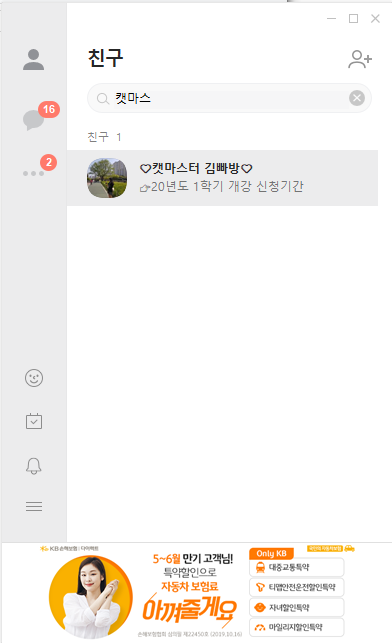 친구
16
캣마스
2
친구 1
♡캣마스터 김빠방♡
☞20년도 1학기 개강 신청기간
KB손해보험 다이렉트
5~6월 만기 고객님!
특약할인으로
자동차 보험료
아껴줄게요
손해보험협회 심의필 제22450호 (2019.10.16)
Only KB
대중교통특약
티맵안전운전할인특약
자녀할인특약
마일리지할인특약